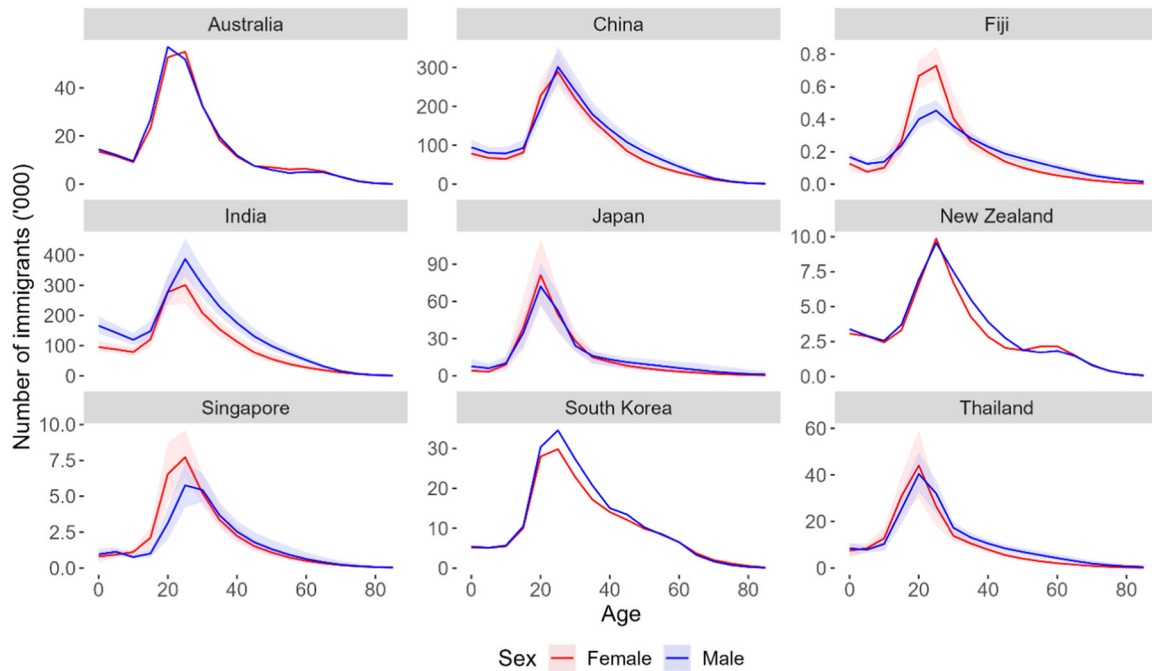 Australia
China
Fiji
40
20
0
300
200
100
0
0.8
0.6
0.4
0.2
0.0
India
Japan
New Zealand
400
300
200
100
0
90
60
30
0
10.0
7.5
5.0
2.5
0.0
Singapore
South Korea
Thailand
10.0
7.5
5.0
2.5
0.0
30
20
10
0
60
40
20
0
0 20 40 60 80
0 20 40 60 80
0 20 40 60 80
Number of immigrants ('000)
Age
Sex Female Male